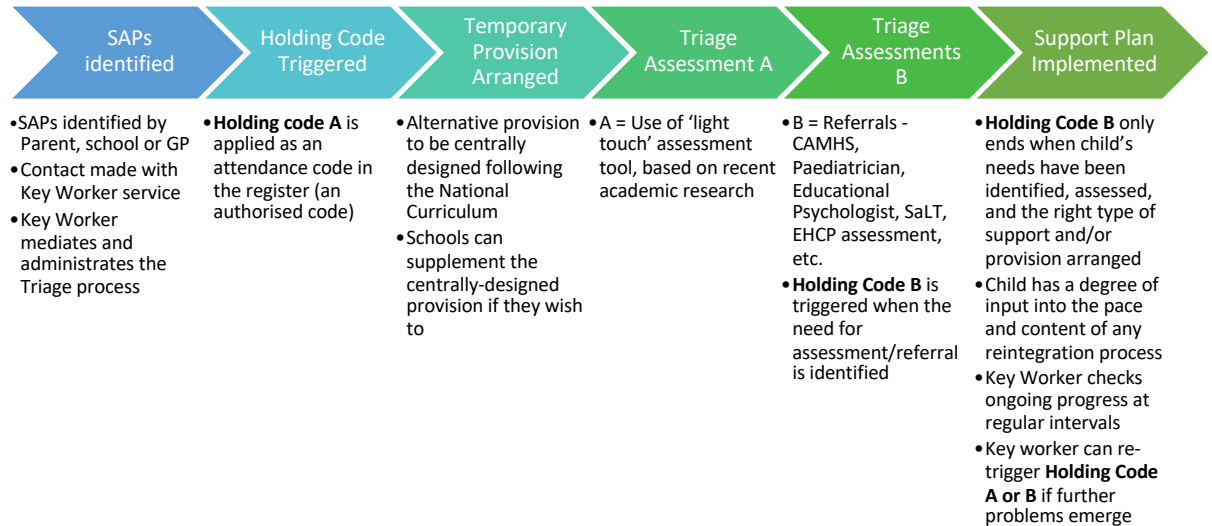 SAPs
identified
Holding Code
Triggered
Temporary
Provision
Arranged
Triage
Assessment A
Triage
Assessments
B
Support Plan
Implemented
•SAPs identified by
Parent, school or GP
•Contact made with
Key Worker service
•Key Worker
mediates and
administrates the
Triage process
•Holding code A is
applied as an
attendance code in
the register (an
authorised code)
•Alternative provision
to be centrally
designed following
the National
Curriculum
•Schools can
supplement the
centrally-designed
provision if they wish
to
•A = Use of ‘light
touch’ assessment
tool, based on recent
academic research
•B = Referrals -
CAMHS,
Paediatrician,
Educational
Psychologist, SaLT,
EHCP assessment,
etc.
•Holding Code B is
triggered when the
need for
assessment/referral
is identified
•Holding Code B only
ends when child’s
needs have been
identified, assessed,
and the right type of
support and/or
provision arranged
•Child has a degree of
input into the pace
and content of any
reintegration process
•Key Worker checks
ongoing progress at
regular intervals
•Key worker can re-
trigger Holding Code
A or B if further
problems emerge